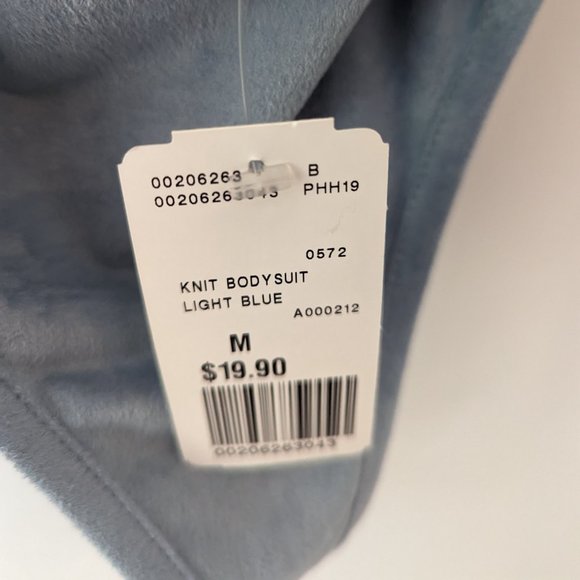 00206263 B
00206263043 PHH19
0572
KNIT BODYSUIT
LIGHT BLUE
A000212
M
$19.90
00206263043